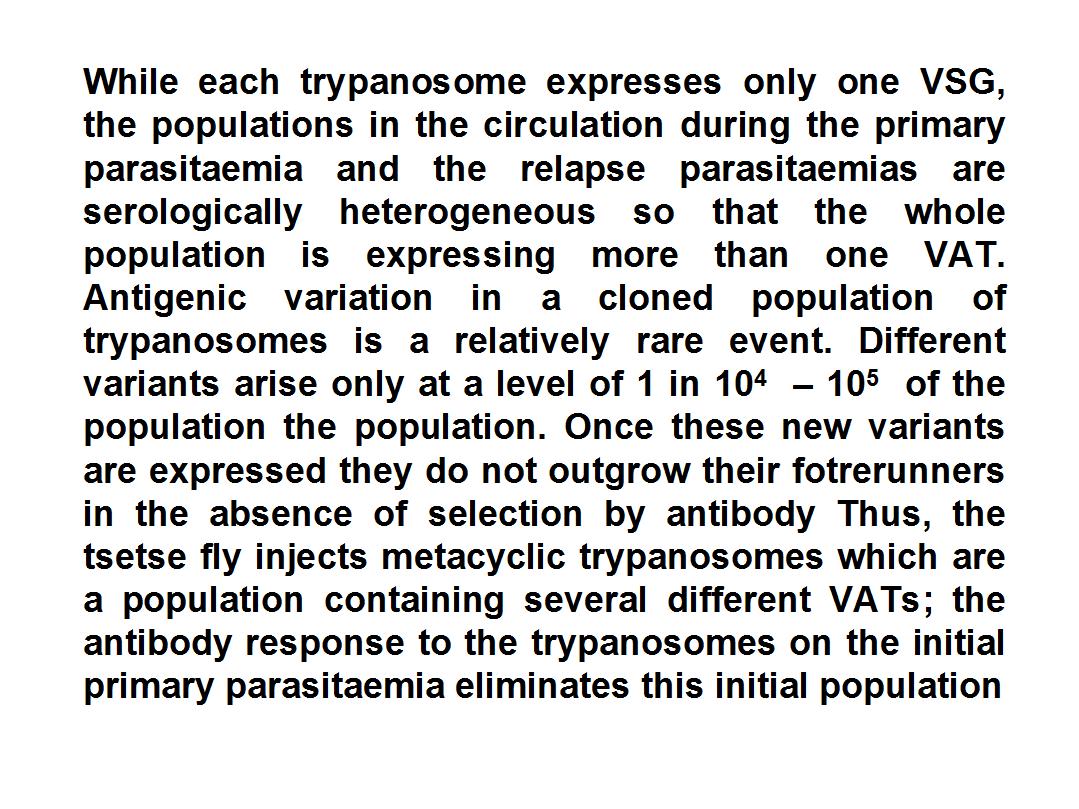 While each trypanosome expresses only one VSG,
the populations in the circulation during the primary
parasitaemia and the relapse parasitaemias are
serologically heterogeneous so that the whole
population is expressing more than one VAT.
Antigenic variation in a cloned population of
trypanosomes is a relatively rare event. Different
variants arise only at a level of 1 in 10⁴ – 10⁵ of the
population the population. Once these new variants
are expressed they do not outgrow their fotrerunners
in the absence of selection by antibody Thus, the
tsetse fly injects metacyclic trypanosomes which are
a population containing several different VATs; the
antibody response to the trypanosomes on the initial
primary parasitaemia eliminates this initial population